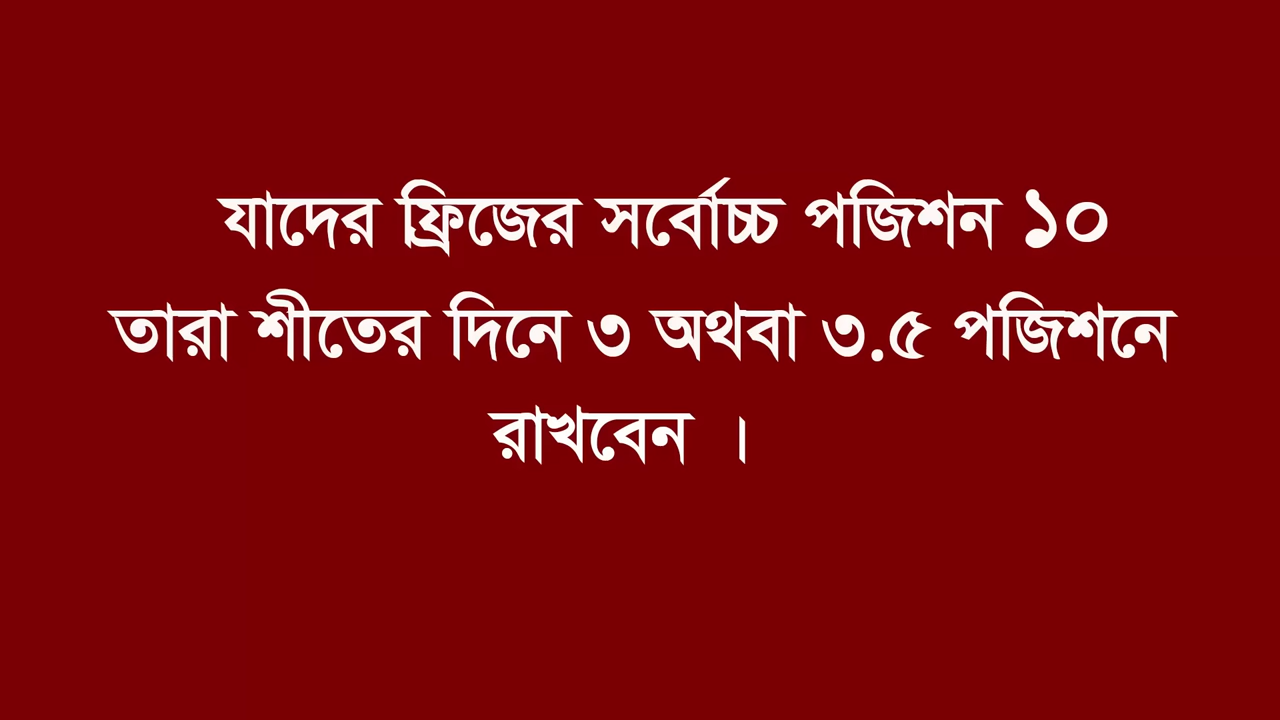 যাদের ফ্রিজের সর্বোচ্চ পজিশন ১০
তারা শীতের দিনে ৩ অথবা ৩.৫ পজিশনে
রাখবেন ।